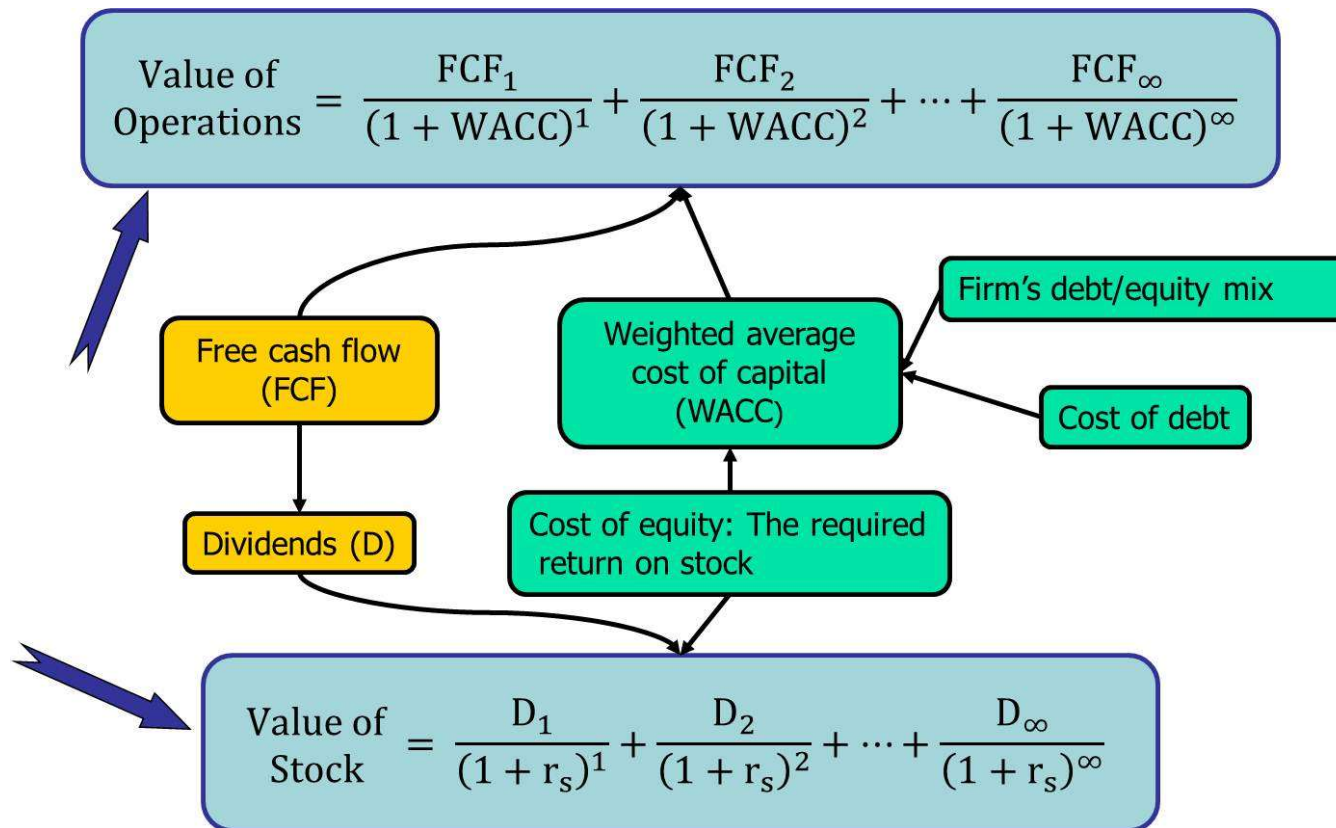 Value of Operations = FCF₁/(1 + WACC)¹ + FCF₂/(1 + WACC)² + ⋯ + FCF∞/(1 + WACC)^∞
Free cash flow
(FCF)
Weighted average
cost of capital
(WACC)
Firm's debt/equity mix
Cost of debt
Dividends (D)
Cost of equity: The required
return on stock
Value of Stock = D₁/(1 + rₛ)¹ + D₂/(1 + rₛ)² + ⋯ + D∞/(1 + rₛ)^∞